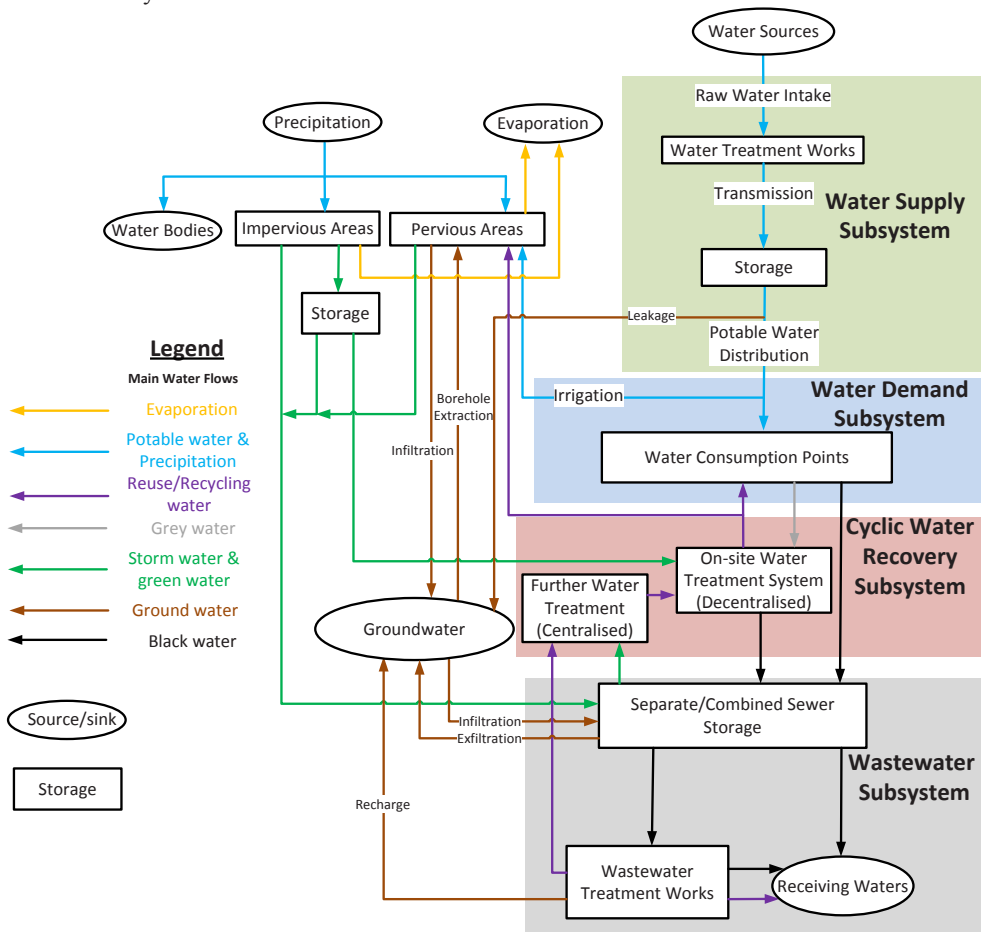 Water Sources
Raw Water Intake
Precipitation
Evaporation
Water Treatment Works
Transmission
Water Supply
Subsystem
Water Bodies
Impervious Areas
Pervious Areas
Storage
Storage
Leakage
Potable Water
Distribution
Legend
Main Water Flows
Evaporation
Potable water &
Precipitation
Reuse/Recycling
water
Grey water
Storm water &
green water
Ground water
Black water
Source/sink
Storage
Borehole
Extraction
Infiltration
Irrigation
Water Demand
Subsystem
Water Consumption Points
Cyclic Water
Recovery
Subsystem
On-site Water
Treatment System
(Decentralised)
Further Water
Treatment
(Centralised)
Groundwater
Separate/Combined Sewer
Storage
Infiltration
Exfiltration
Wastewater
Subsystem
Recharge
Wastewater
Treatment Works
Receiving Waters